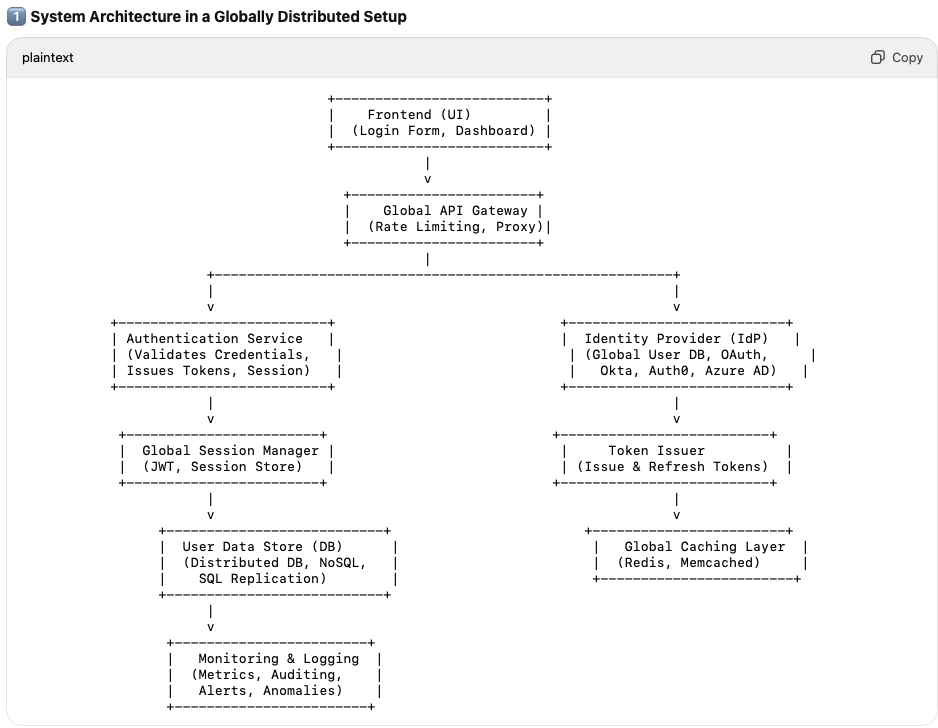 1 System Architecture in a Globally Distributed Setup
plaintext
Copy
Frontend (UI)
(Login Form, Dashboard)
Global API Gateway
(Rate Limiting, Proxy)
Authentication Service
(Validates Credentials,
Issues Tokens, Session)
Identity Provider (IdP)
(Global User DB, OAuth,
Okta, Auth0, Azure AD)
Global Session Manager
(JWT, Session Store)
Token Issuer
(Issue & Refresh Tokens)
User Data Store (DB)
(Distributed DB, NoSQL,
SQL Replication)
Global Caching Layer
(Redis, Memcached)
Monitoring & Logging
(Metrics, Auditing,
Alerts, Anomalies)